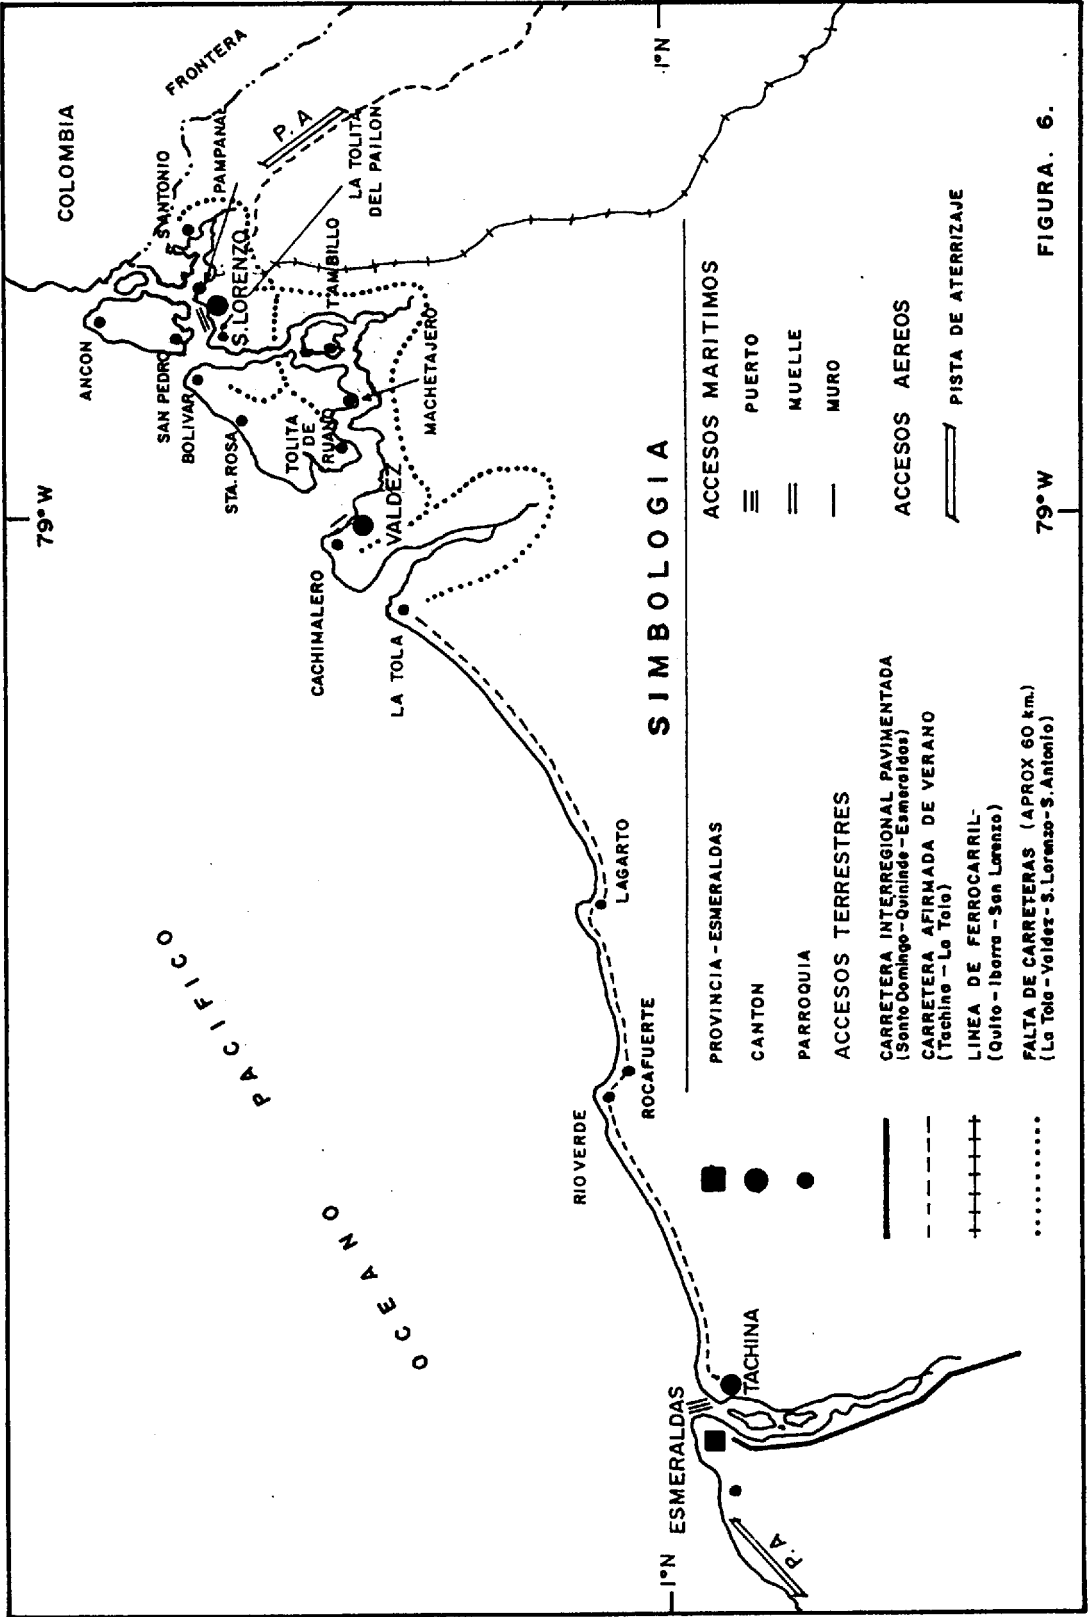 COLOMBIA
FRONTERA
79°W
1°N
ANCON
SAN PEDRO
BOLIVAR
STA. ROSA
TOLITA
DE
RUANO
S. ANTONIO
PAMPANAL
S. LORENZO
P. A
LA TOLITA
DEL PAILON
TAMBILLO
MACHETAJERO
VALDEZ
CACHIMALERO
LA TOLA
OCEANO PACIFICO
LAGARTO
ROCAFUERTE
RIOVERDE
TACHINA
ESMERALDAS
1°N
P. A
SIMBOLOGIA
PROVINCIA - ESMERALDAS
CANTON
PARROQUIA
ACCESOS TERRESTRES
CARRETERA INTERREGIONAL PAVIMENTADA
(Santo Domingo - Quininde - Esmeraldas)
CARRETERA AFIRMADA DE VERANO
(Tachina - La Tola)
LINEA DE FERROCARRIL-
(Quito - Ibarra - San Lorenzo)
FALTA DE CARRETERAS (APROX 60 km.)
(La Tola - Valdez - S. Lorenzo - S. Antonio)
ACCESOS MARITIMOS
PUERTO
MUELLE
MURO
ACCESOS AEREOS
PISTA DE ATERRIZAJE
79°W
FIGURA. 6.